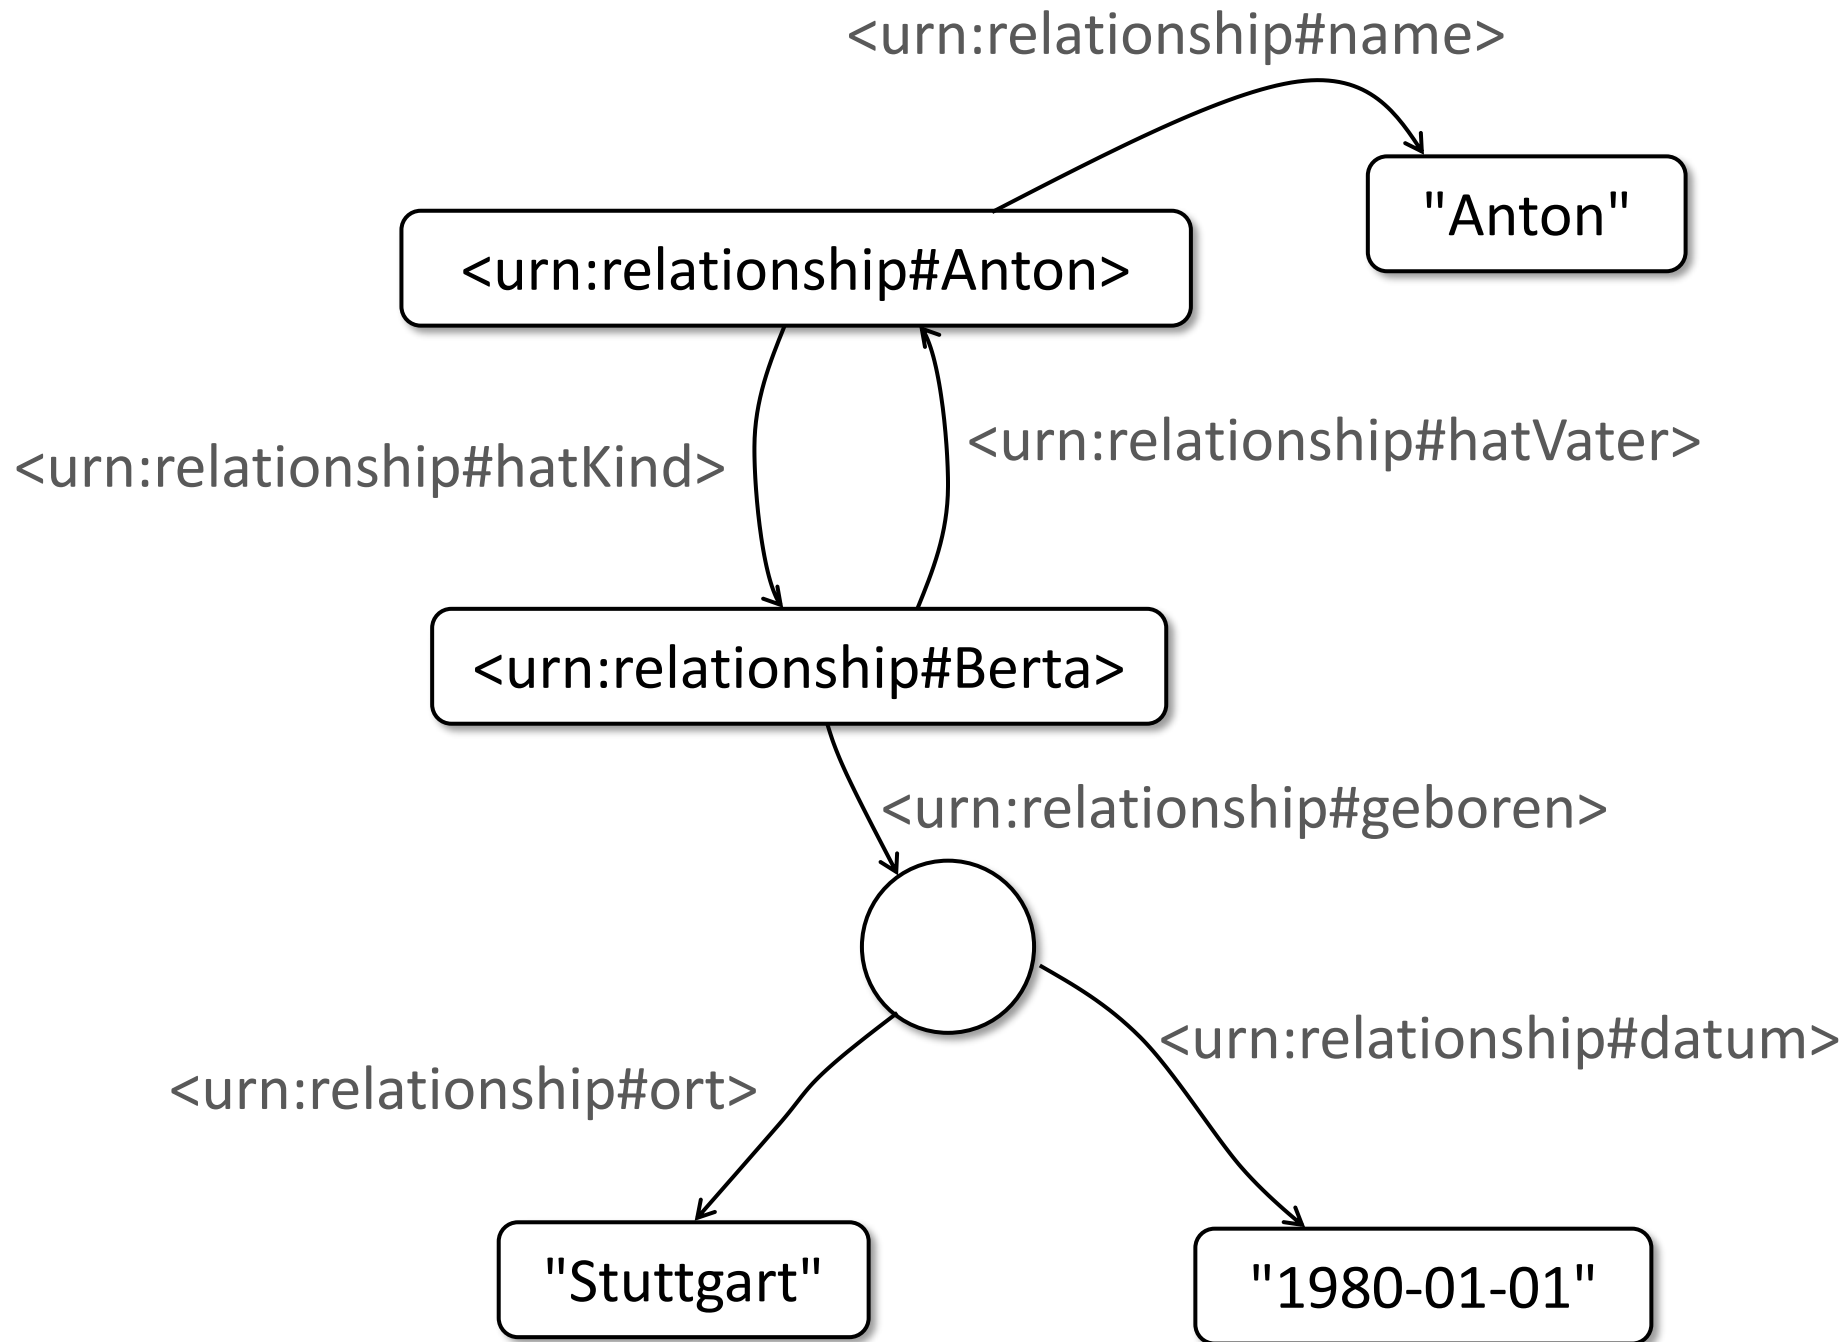 <urn:relationship#name>
"Anton"
<urn:relationship#Anton>
<urn:relationship#hatKind>
<urn:relationship#hatVater>
<urn:relationship#Berta>
<urn:relationship#geboren>
<urn:relationship#ort>
<urn:relationship#datum>
"Stuttgart"
"1980-01-01"